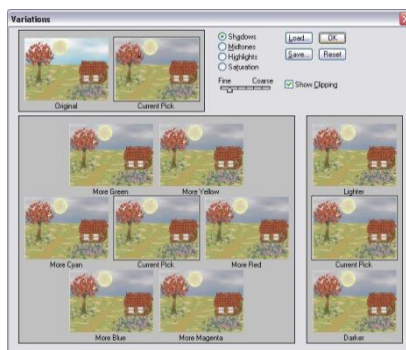 Variations
Original
Current Pick
Shadows
Midtones
Highlights
Saturation
Fine
Coarse
Load...
OK
Save...
Reset
Show Clipping
More Green
More Yellow
More Cyan
Current Pick
More Red
More Blue
More Magenta
Lighter
Current Pick
Darker